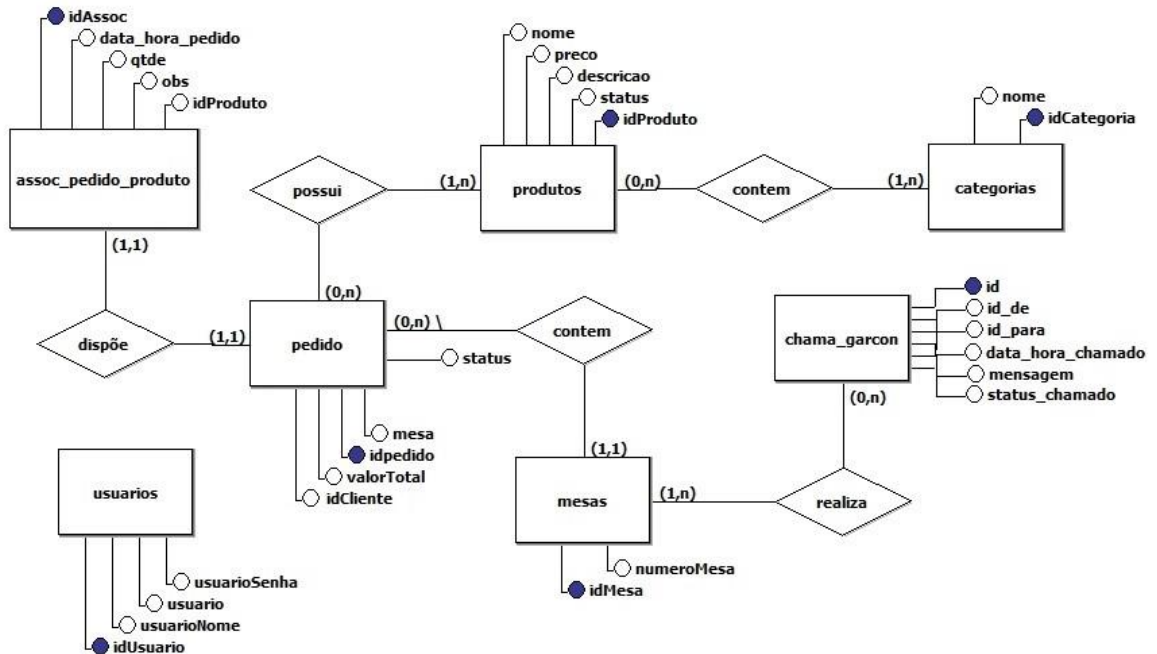 idAssoc
data_hora_pedido
qtde
obs
idProduto
assoc_pedido_produto
(1,1)
dispõe
(1,1)
possui
(1,n)
(0,n)
nome
preco
descricao
status
idProduto
produtos
(0,n)
contem
(1,n)
nome
idCategoria
categorias
pedido
(0,n) \
status
mesa
idpedido
valorTotal
idCliente
contem
(1,1)
mesas
(1,n)
numeroMesa
idMesa
realiza
(0,n)
chama_garcon
id
id_de
id_para
data_hora_chamado
mensagem
status_chamado
usuarios
usuarioSenha
usuario
usuarioNome
idUsuario